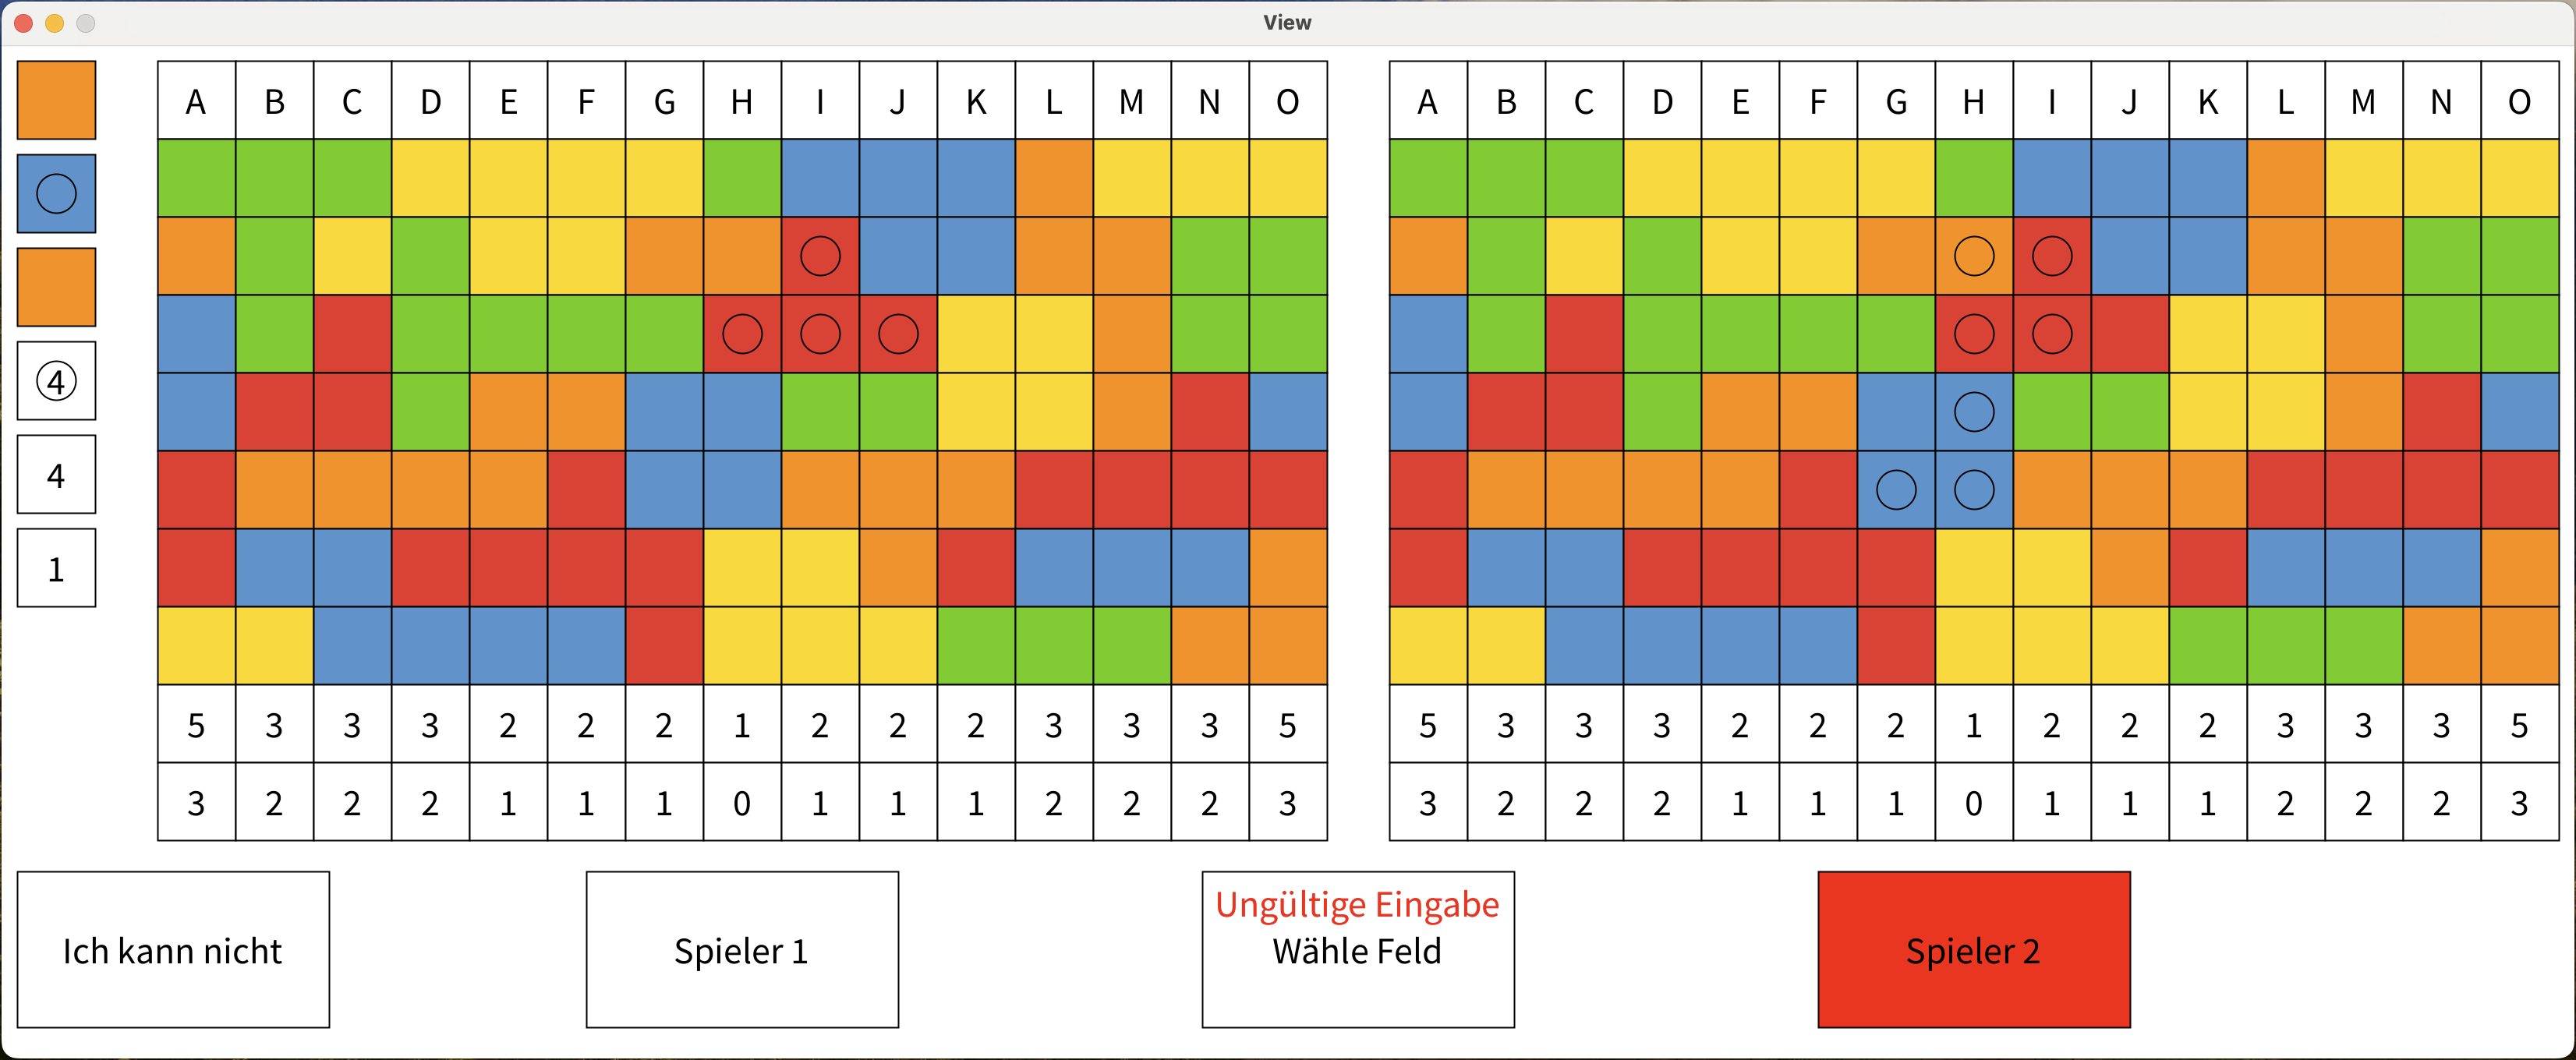 View
A B C D E F G H I J K L M N O
A B C D E F G H I J K L M N O
4
4
1
5 3 3 3 2 2 2 1 2 2 2 3 3 3 5
5 3 3 3 2 2 2 1 2 2 2 3 3 3 5
3 2 2 2 1 1 1 0 1 1 1 2 2 2 3
3 2 2 2 1 1 1 0 1 1 1 2 2 2 3
Ich kann nicht
Spieler 1
Ungültige Eingabe
Wähle Feld
Spieler 2